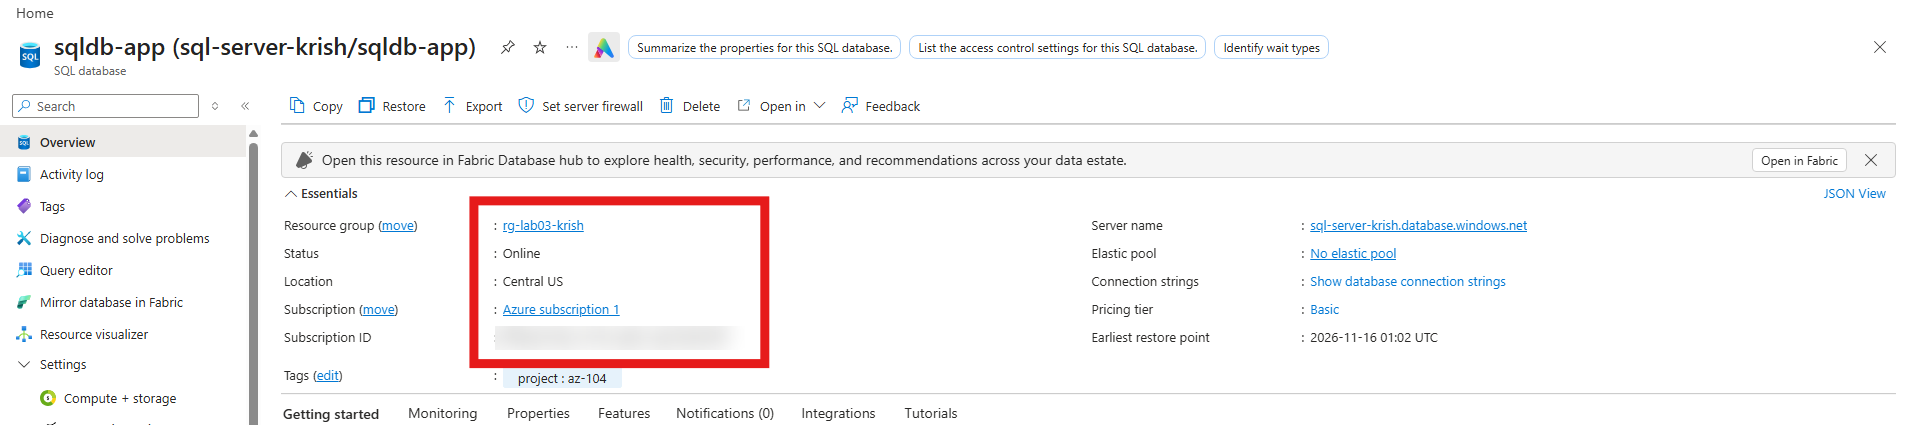 Home
sqldb-app (sql-server-krish/sqldb-app)
SQL database
Summarize the properties for this SQL database.
List the access control settings for this SQL database.
Identify wait types
Search
Copy
Restore
Export
Set server firewall
Delete
Open in
Feedback
Overview
Activity log
Tags
Diagnose and solve problems
Query editor
Mirror database in Fabric
Resource visualizer
Settings
Compute + storage
Open this resource in Fabric Database hub to explore health, security, performance, and recommendations across your data estate.
Open in Fabric
Essentials
JSON View
Resource group (move) : rg-lab03-krish
Status : Online
Location : Central US
Subscription (move) : Azure subscription 1
Subscription ID :
Tags (edit) : project : az-104
Server name : sql-server-krish.database.windows.net
Elastic pool : No elastic pool
Connection strings : Show database connection strings
Pricing tier : Basic
Earliest restore point : 2026-11-16 01:02 UTC
Getting started
Monitoring
Properties
Features
Notifications (0)
Integrations
Tutorials